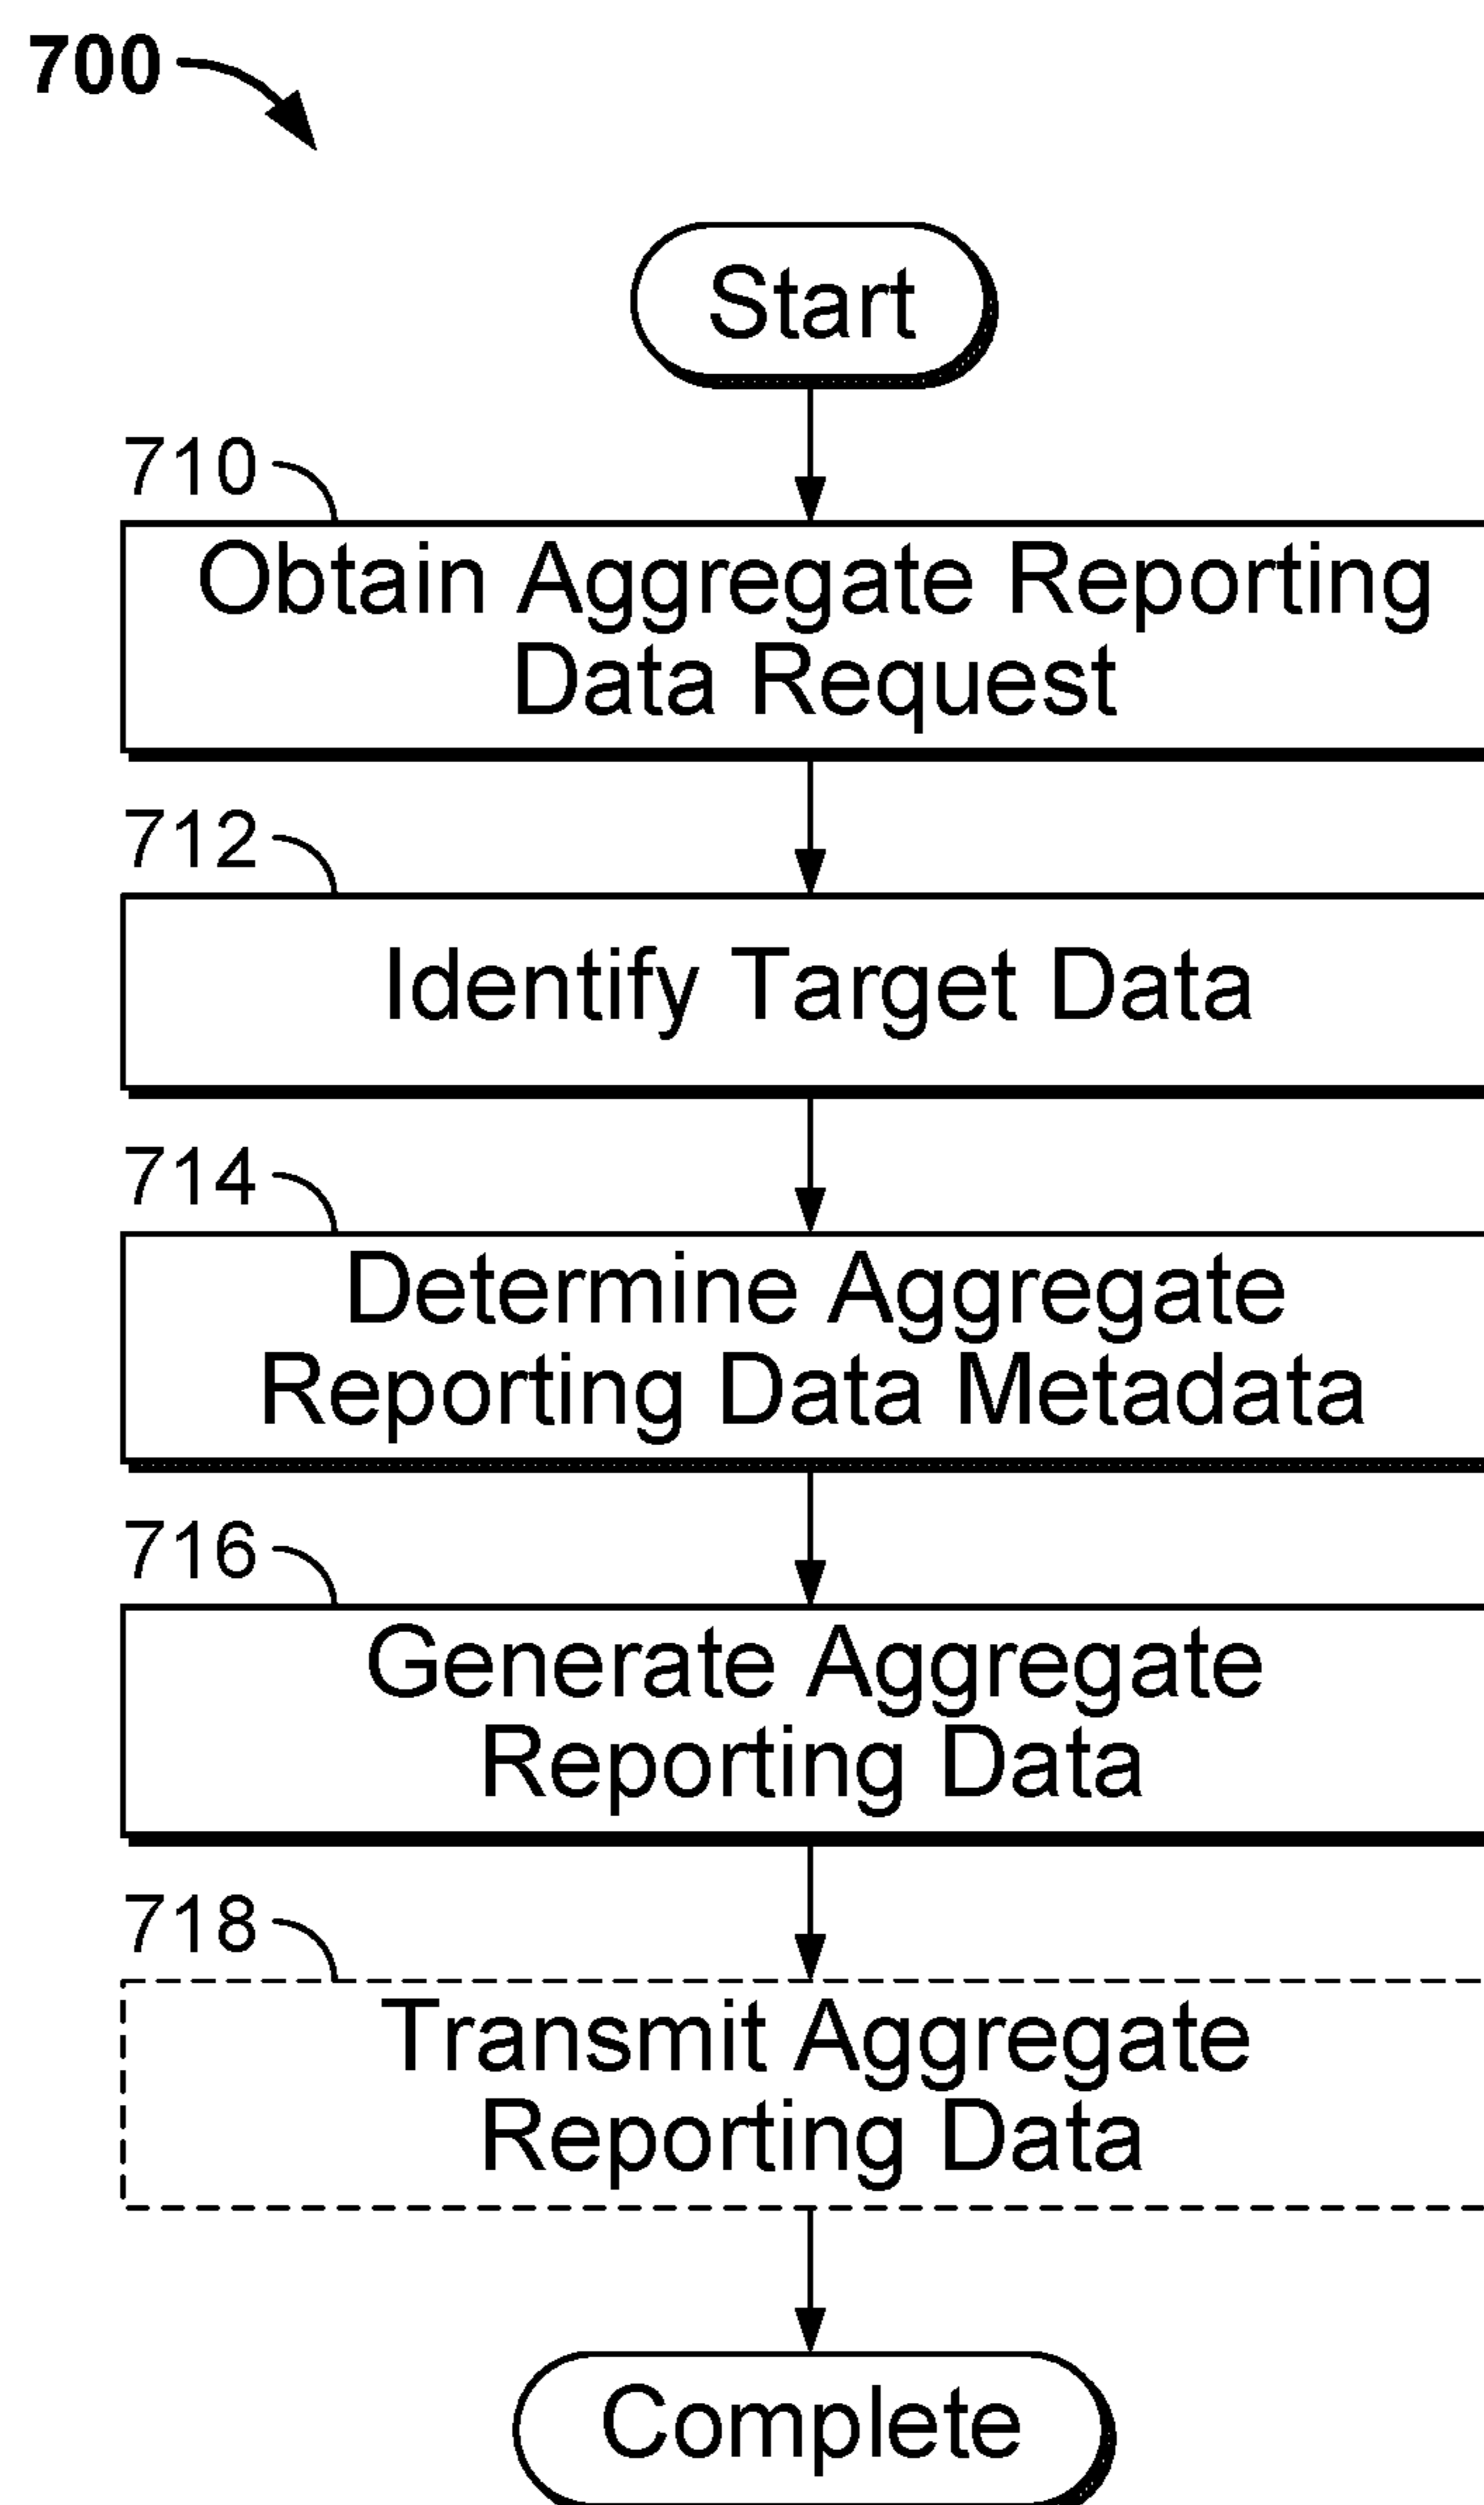 700
Start
710
Obtain Aggregate Reporting
Data Request
712
Identify Target Data
714
Determine Aggregate
Reporting Data Metadata
716
Generate Aggregate
Reporting Data
718
Transmit Aggregate
Reporting Data
Complete